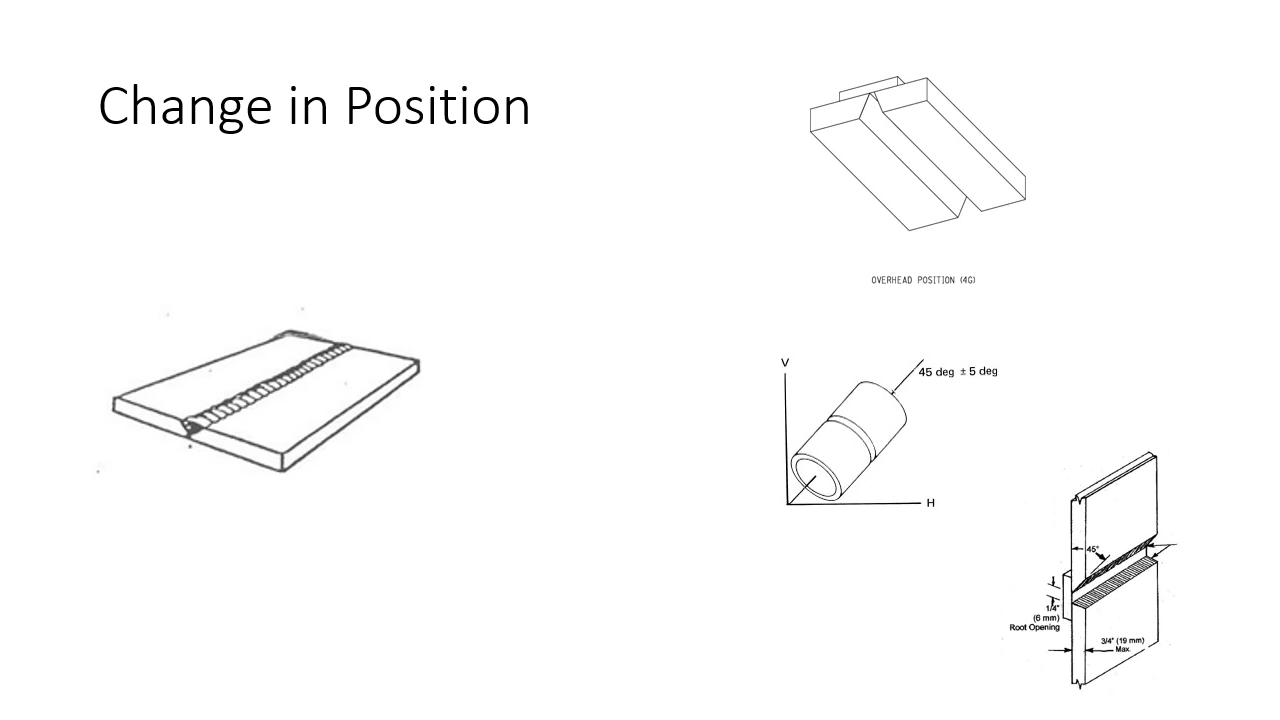 Change in Position
OVERHEAD POSITION (4G)
V
45 deg ± 5 deg
H
45°
1/4"
(6 mm)
Root Opening
3/4" (19 mm)
Max.